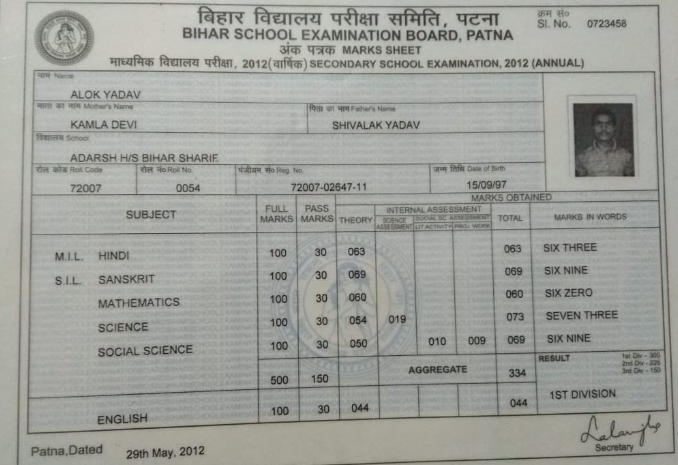 बिहार विद्यालय परीक्षा समिति, पटना
क्रम सं०
BIHAR SCHOOL EXAMINATION BOARD, PATNA
Sl. No. 0723458
अंक पत्रक MARKS SHEET
माध्यमिक विद्यालय परीक्षा, 2012(वार्षिक) SECONDARY SCHOOL EXAMINATION, 2012 (ANNUAL)
नाम Name
ALOK YADAV
माता का नाम Mother's Name पिता का नाम Father's Name
KAMLA DEVI SHIVALAK YADAV
विद्यालय School
ADARSH H/S BIHAR SHARIF
रोल कोड Roll Code रोल नं० Roll No. पंजीयन सं० Reg. No. जन्म तिथि Date of Birth
72007 0054 72007-02647-11 15/09/97
MARKS OBTAINED
SUBJECT FULL MARKS PASS MARKS THEORY INTERNAL ASSESSMENT TOTAL MARKS IN WORDS
SCIENCE ASSESSMENT SOCIAL SC. ASSESSMENT
LIT ACTIVITY PROJ. WORK
M.I.L. HINDI 100 30 063 063 SIX THREE
S.I.L. SANSKRIT 100 30 069 069 SIX NINE
MATHEMATICS 100 30 060 060 SIX ZERO
SCIENCE 100 30 054 019 073 SEVEN THREE
SOCIAL SCIENCE 100 30 050 010 009 069 SIX NINE
500 150 AGGREGATE 334 RESULT
1st Div - 300
2nd Div - 225
3rd Div - 150
1ST DIVISION
ENGLISH 100 30 044 044
Patna,Dated 29th May, 2012
Secretary